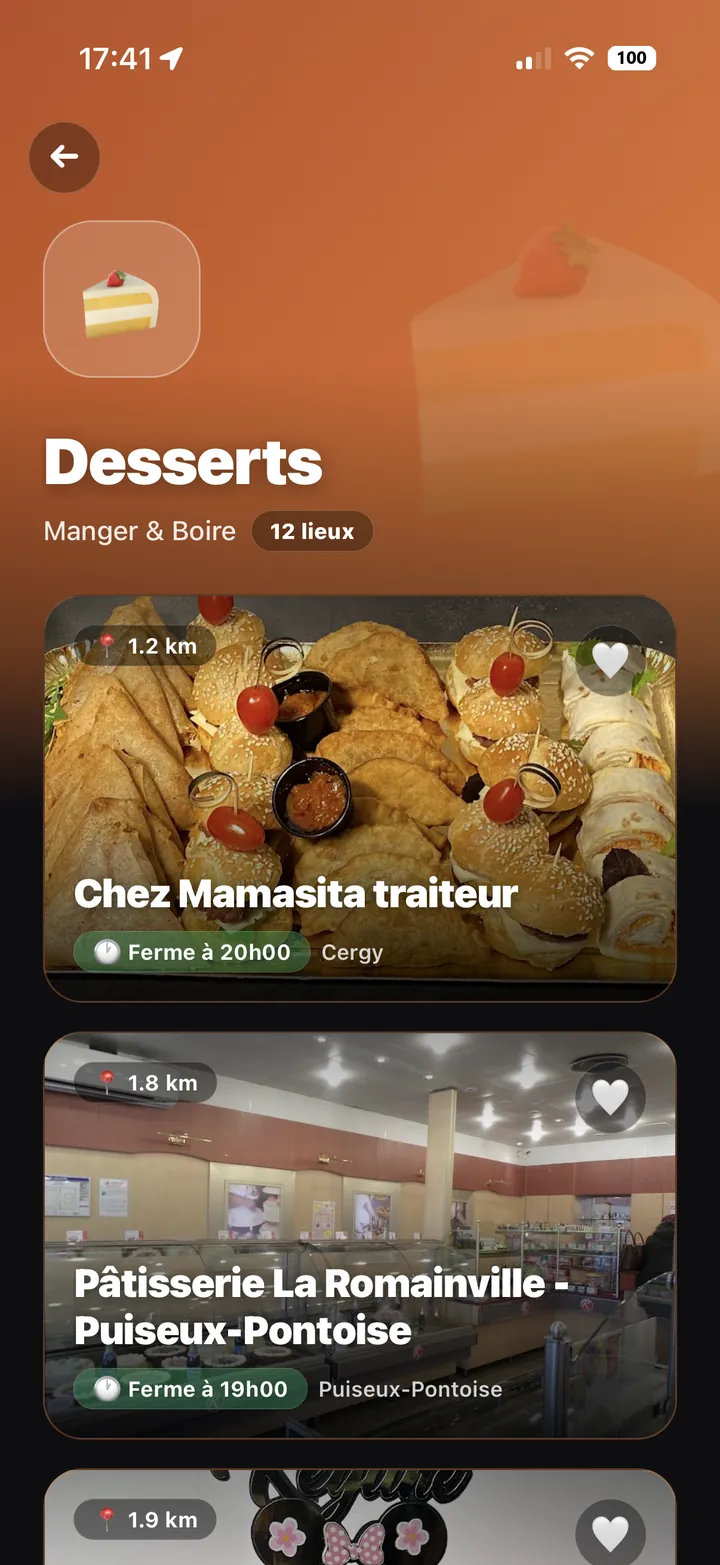 17:41
100
Desserts
Manger & Boire 12 lieux
1.2 km
Chez Mamasita traiteur
Ferme à 20h00 Cergy
1.8 km
Pâtisserie La Romainville -
Puiseux-Pontoise
Ferme à 19h00 Puiseux-Pontoise
1.9 km